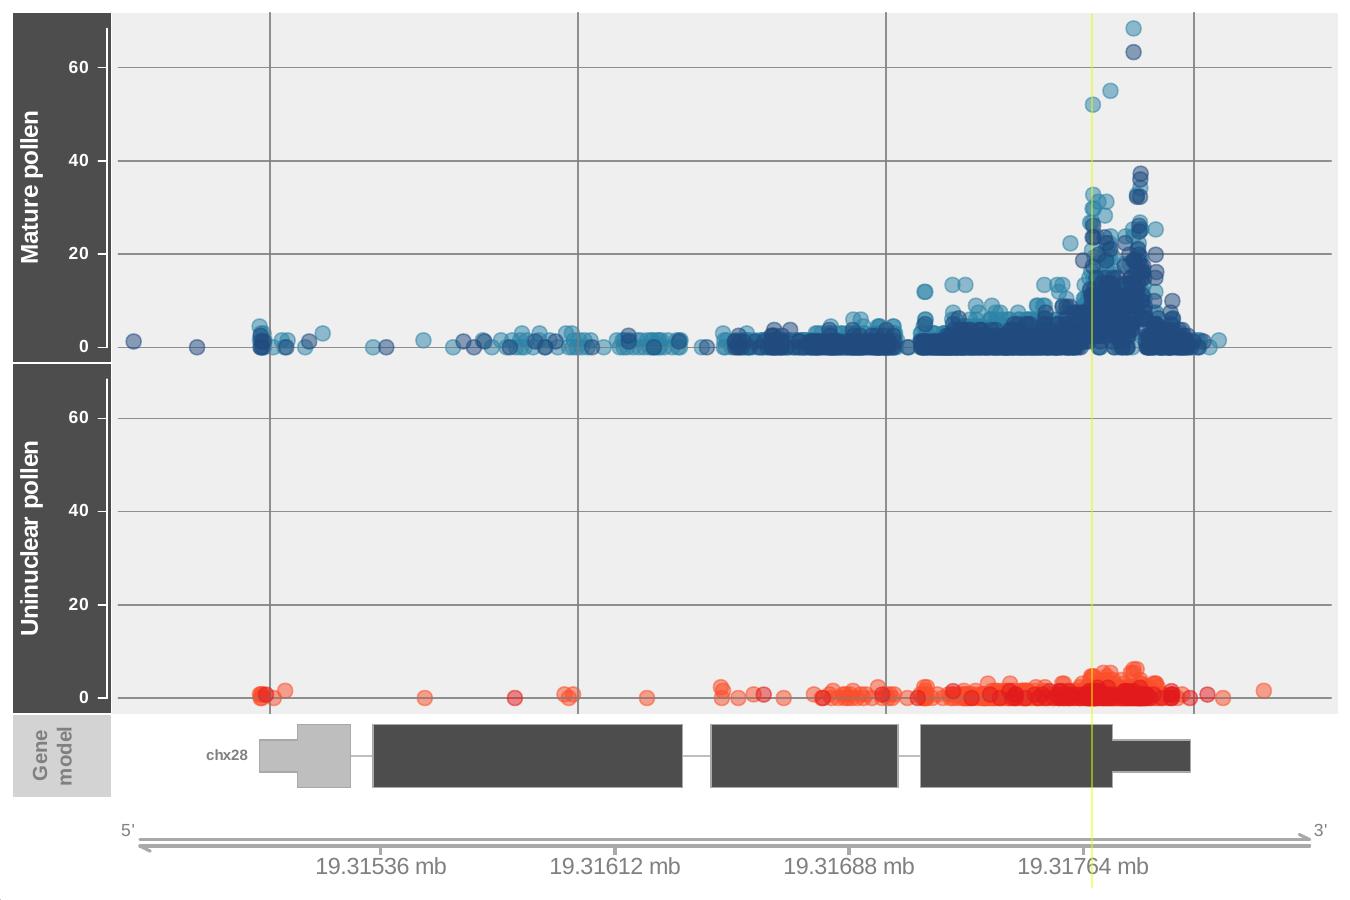 60
40
20
0
Mature pollen
60
40
20
0
Uninuclear pollen
Gene
model
chx28
5'
3'
19.31536 mb
19.31612 mb
19.31688 mb
19.31764 mb